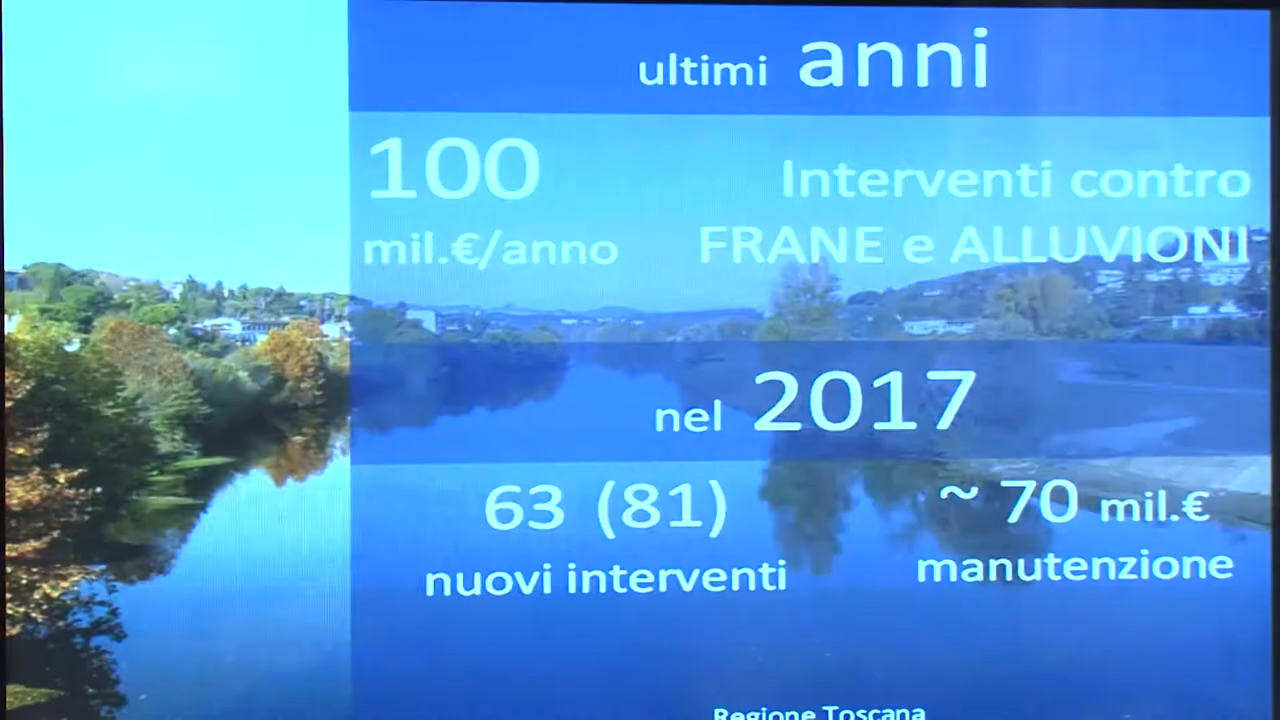 ultimi anni
100
mil.€/anno
Interventi contro
FRANE e ALLUVIONI
nel 2017
63 (81)
nuovi interventi
~ 70 mil.€
manutenzione
Regione Toscana